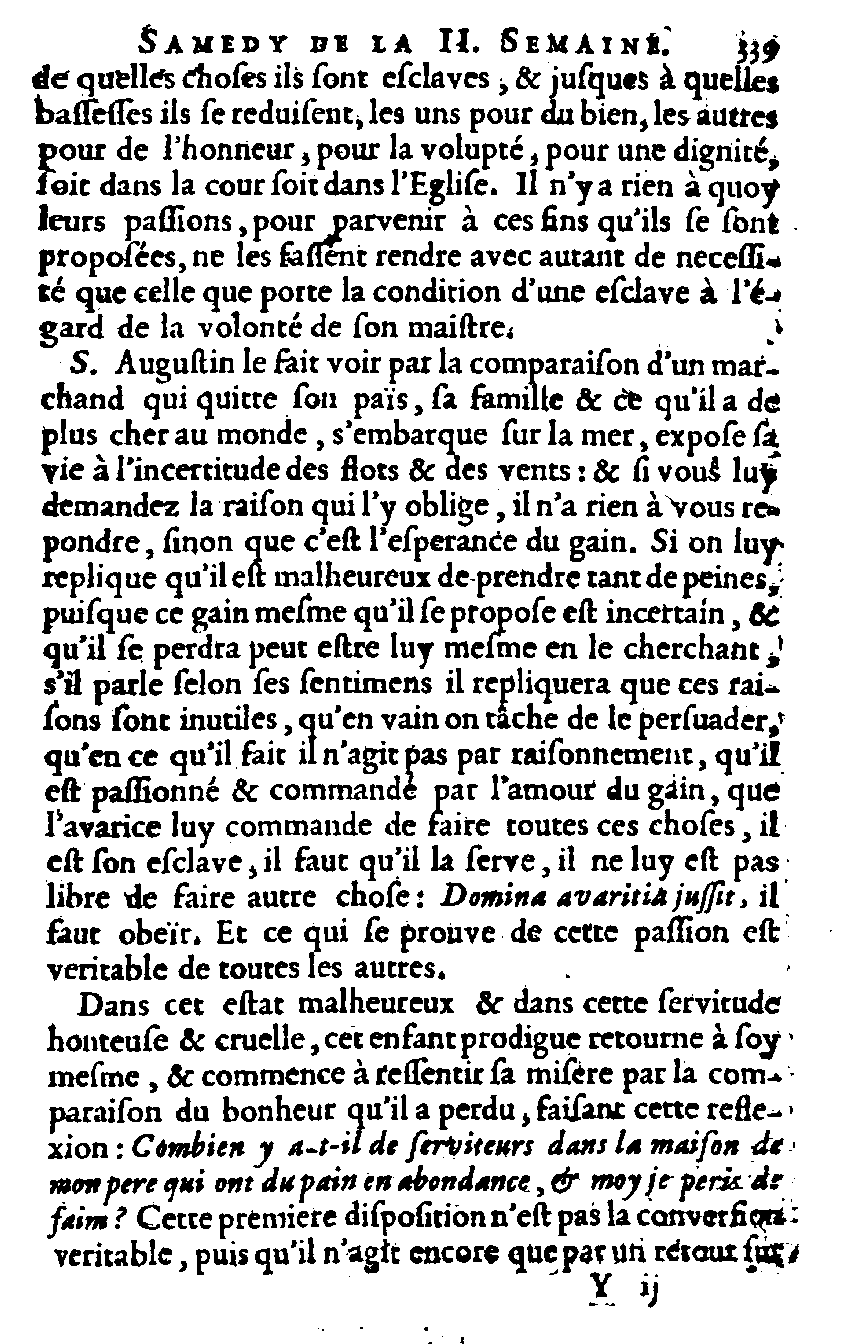 SAMEDY DE LA II. SEMAINE. 339
de quelles choſes ils ſont eſclaves, & juſques à quelles
baſſeſſes ils ſe reduiſent, les uns pour du bien, les autres
pour de l'honneur, pour la volupté, pour une dignité,
ſoit dans la cour ſoit dans l'Egliſe. Il n'y a rien à quoy
leurs paſſions, pour parvenir à ces fins qu'ils ſe ſont
propoſées, ne les faſſent rendre avec autant de neceſſi-
té que celle que porte la condition d'une eſclave à l'é-
gard de la volonté de ſon maiſtre.
S. Auguſtin le fait voir par la comparaiſon d'un mar-
chand qui quitte ſon païs, ſa famille & ce qu'il a de
plus cher au monde, s'embarque ſur la mer, expoſe ſa
vie à l'incertitude des flots & des vents : & ſi vous luy
demandez la raiſon qui l'y oblige, il n'a rien à vous re-
pondre, ſinon que c'eſt l'eſperance du gain. Si on luy
replique qu'il eſt malheureux de prendre tant de peines,
puiſque ce gain meſme qu'il ſe propoſe eſt incertain, &
qu'il ſe perdra peut eſtre luy meſme en le cherchant ;
s'il parle ſelon ſes ſentimens il repliquera que ces rai-
ſons ſont inutiles, qu'en vain on tâche de le perſuader,
qu'en ce qu'il fait il n'agit pas par raiſonnement, qu'il
eſt paſſionné & commandé par l'amour du gain, que
l'avarice luy commande de faire toutes ces choſes, il
eſt ſon eſclave, il faut qu'il la ſerve, il ne luy eſt pas
libre de faire autre choſe : Domina avaritia juſſit, il
faut obeïr. Et ce qui ſe prouve de cette paſſion eſt
veritable de toutes les autres.
Dans cet eſtat malheureux & dans cette ſervitude
honteuſe & cruelle, cet enfant prodigue retourne à ſoy
meſme, & commence à reſſentir ſa miſere par la com-
paraiſon du bonheur qu'il a perdu, faiſant cette refle-
xion : Combien y a-t-il de ſerviteurs dans la maiſon de
mon pere qui ont du pain en abondance, & moy je peris de
faim ? Cette premiere diſpoſition n'eſt pas la converſion
veritable, puis qu'il n'agit encore que par un retour ſur
Y ij